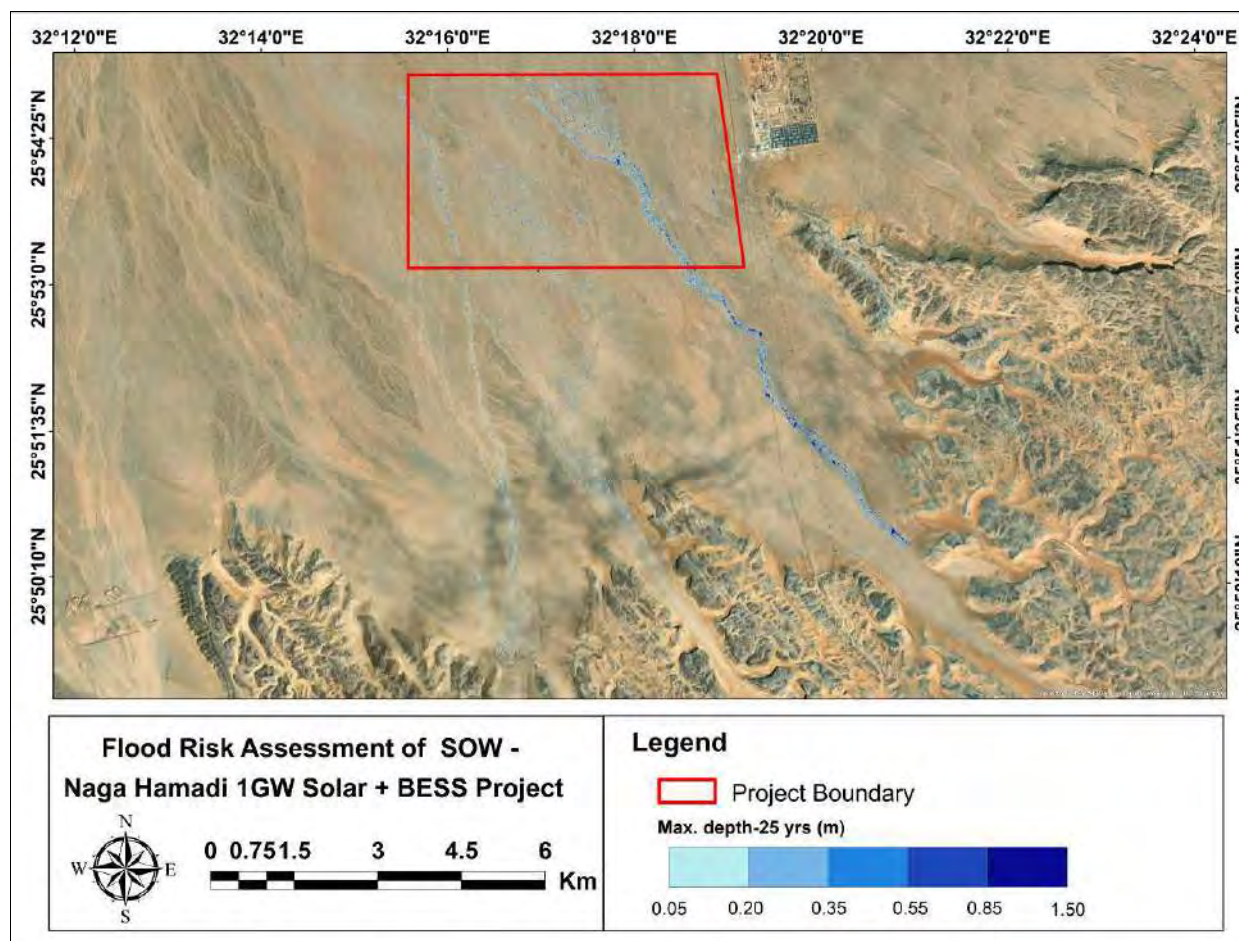 32°12'0"E 32°14'0"E 32°16'0"E 32°18'0"E 32°20'0"E 32°22'0"E 32°24'0"E
25°54'25"N
25°53'0"N
25°51'35"N
25°50'10"N
Flood Risk Assessment of SOW -
Naga Hamadi 1GW Solar + BESS Project
N
W E
S
0 0.75 1.5 3 4.5 6
Km
Legend
Project Boundary
Max. depth-25 yrs (m)
0.05 0.20 0.35 0.55 0.85 1.50